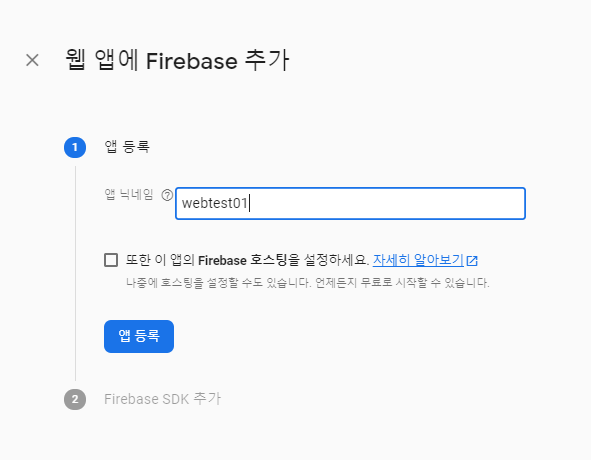 웹 앱에 Firebase 추가
1 앱 등록
앱 닉네임
webtest01
또한 이 앱의 Firebase 호스팅을 설정하세요. 자세히 알아보기
나중에 호스팅을 설정할 수도 있습니다. 언제든지 무료로 시작할 수 있습니다.
앱 등록
2 Firebase SDK 추가